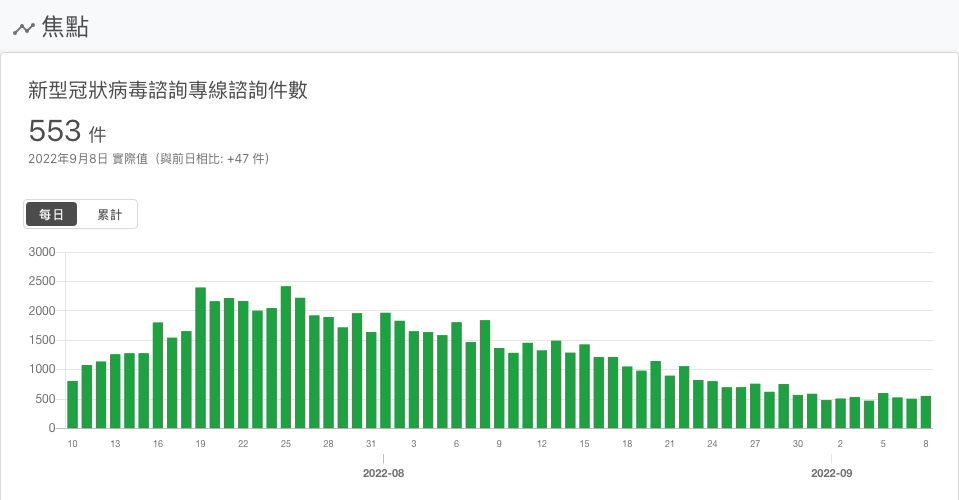 焦點
新型冠狀病毒諮詢專線諮詢件數
553 件
2022年9月8日 實際值（與前日相比: +47 件）
每日 累計
3000
2500
2000
1500
1000
500
0
10 13 16 19 22 25 28 31 3 6 9 12 15 18 21 24 27 30 2 5 8
2022-08 2022-09